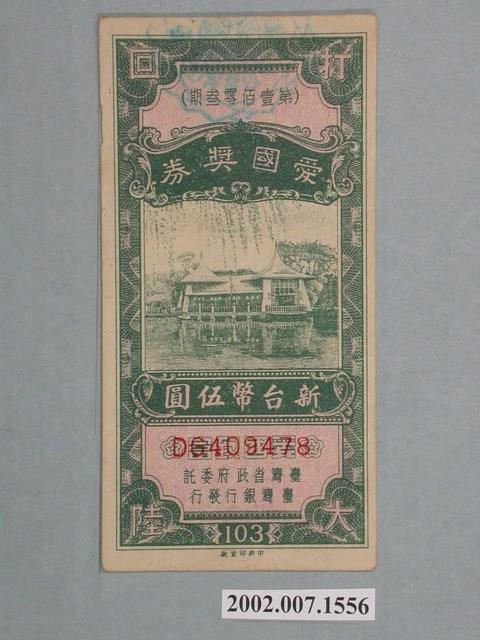 打回
(第壹佰零叁期)
愛國獎券
新台幣伍圓
DG409478
臺灣省政府委託
臺灣銀行發行
大陸
103
中央印製廠
2002.007.1556